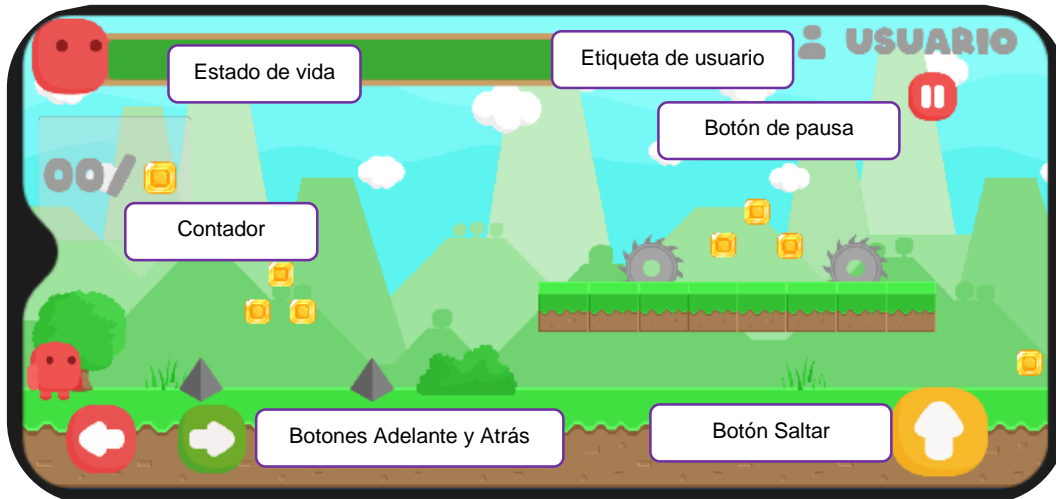 USUARIO
Estado de vida
Etiqueta de usuario
Botón de pausa
00/
Contador
Botones Adelante y Atrás
Botón Saltar